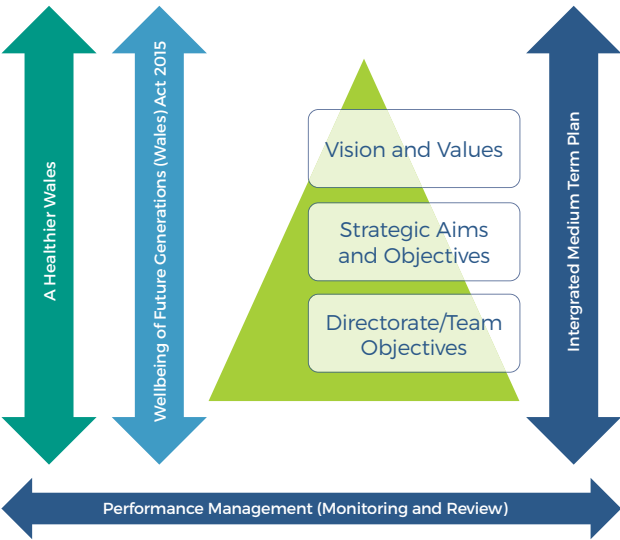 A Healthier Wales
Wellbeing of Future Generations (Wales) Act 2015
Vision and Values
Strategic Aims
and Objectives
Directorate/Team
Objectives
Intergrated Medium Term Plan
Performance Management (Monitoring and Review)